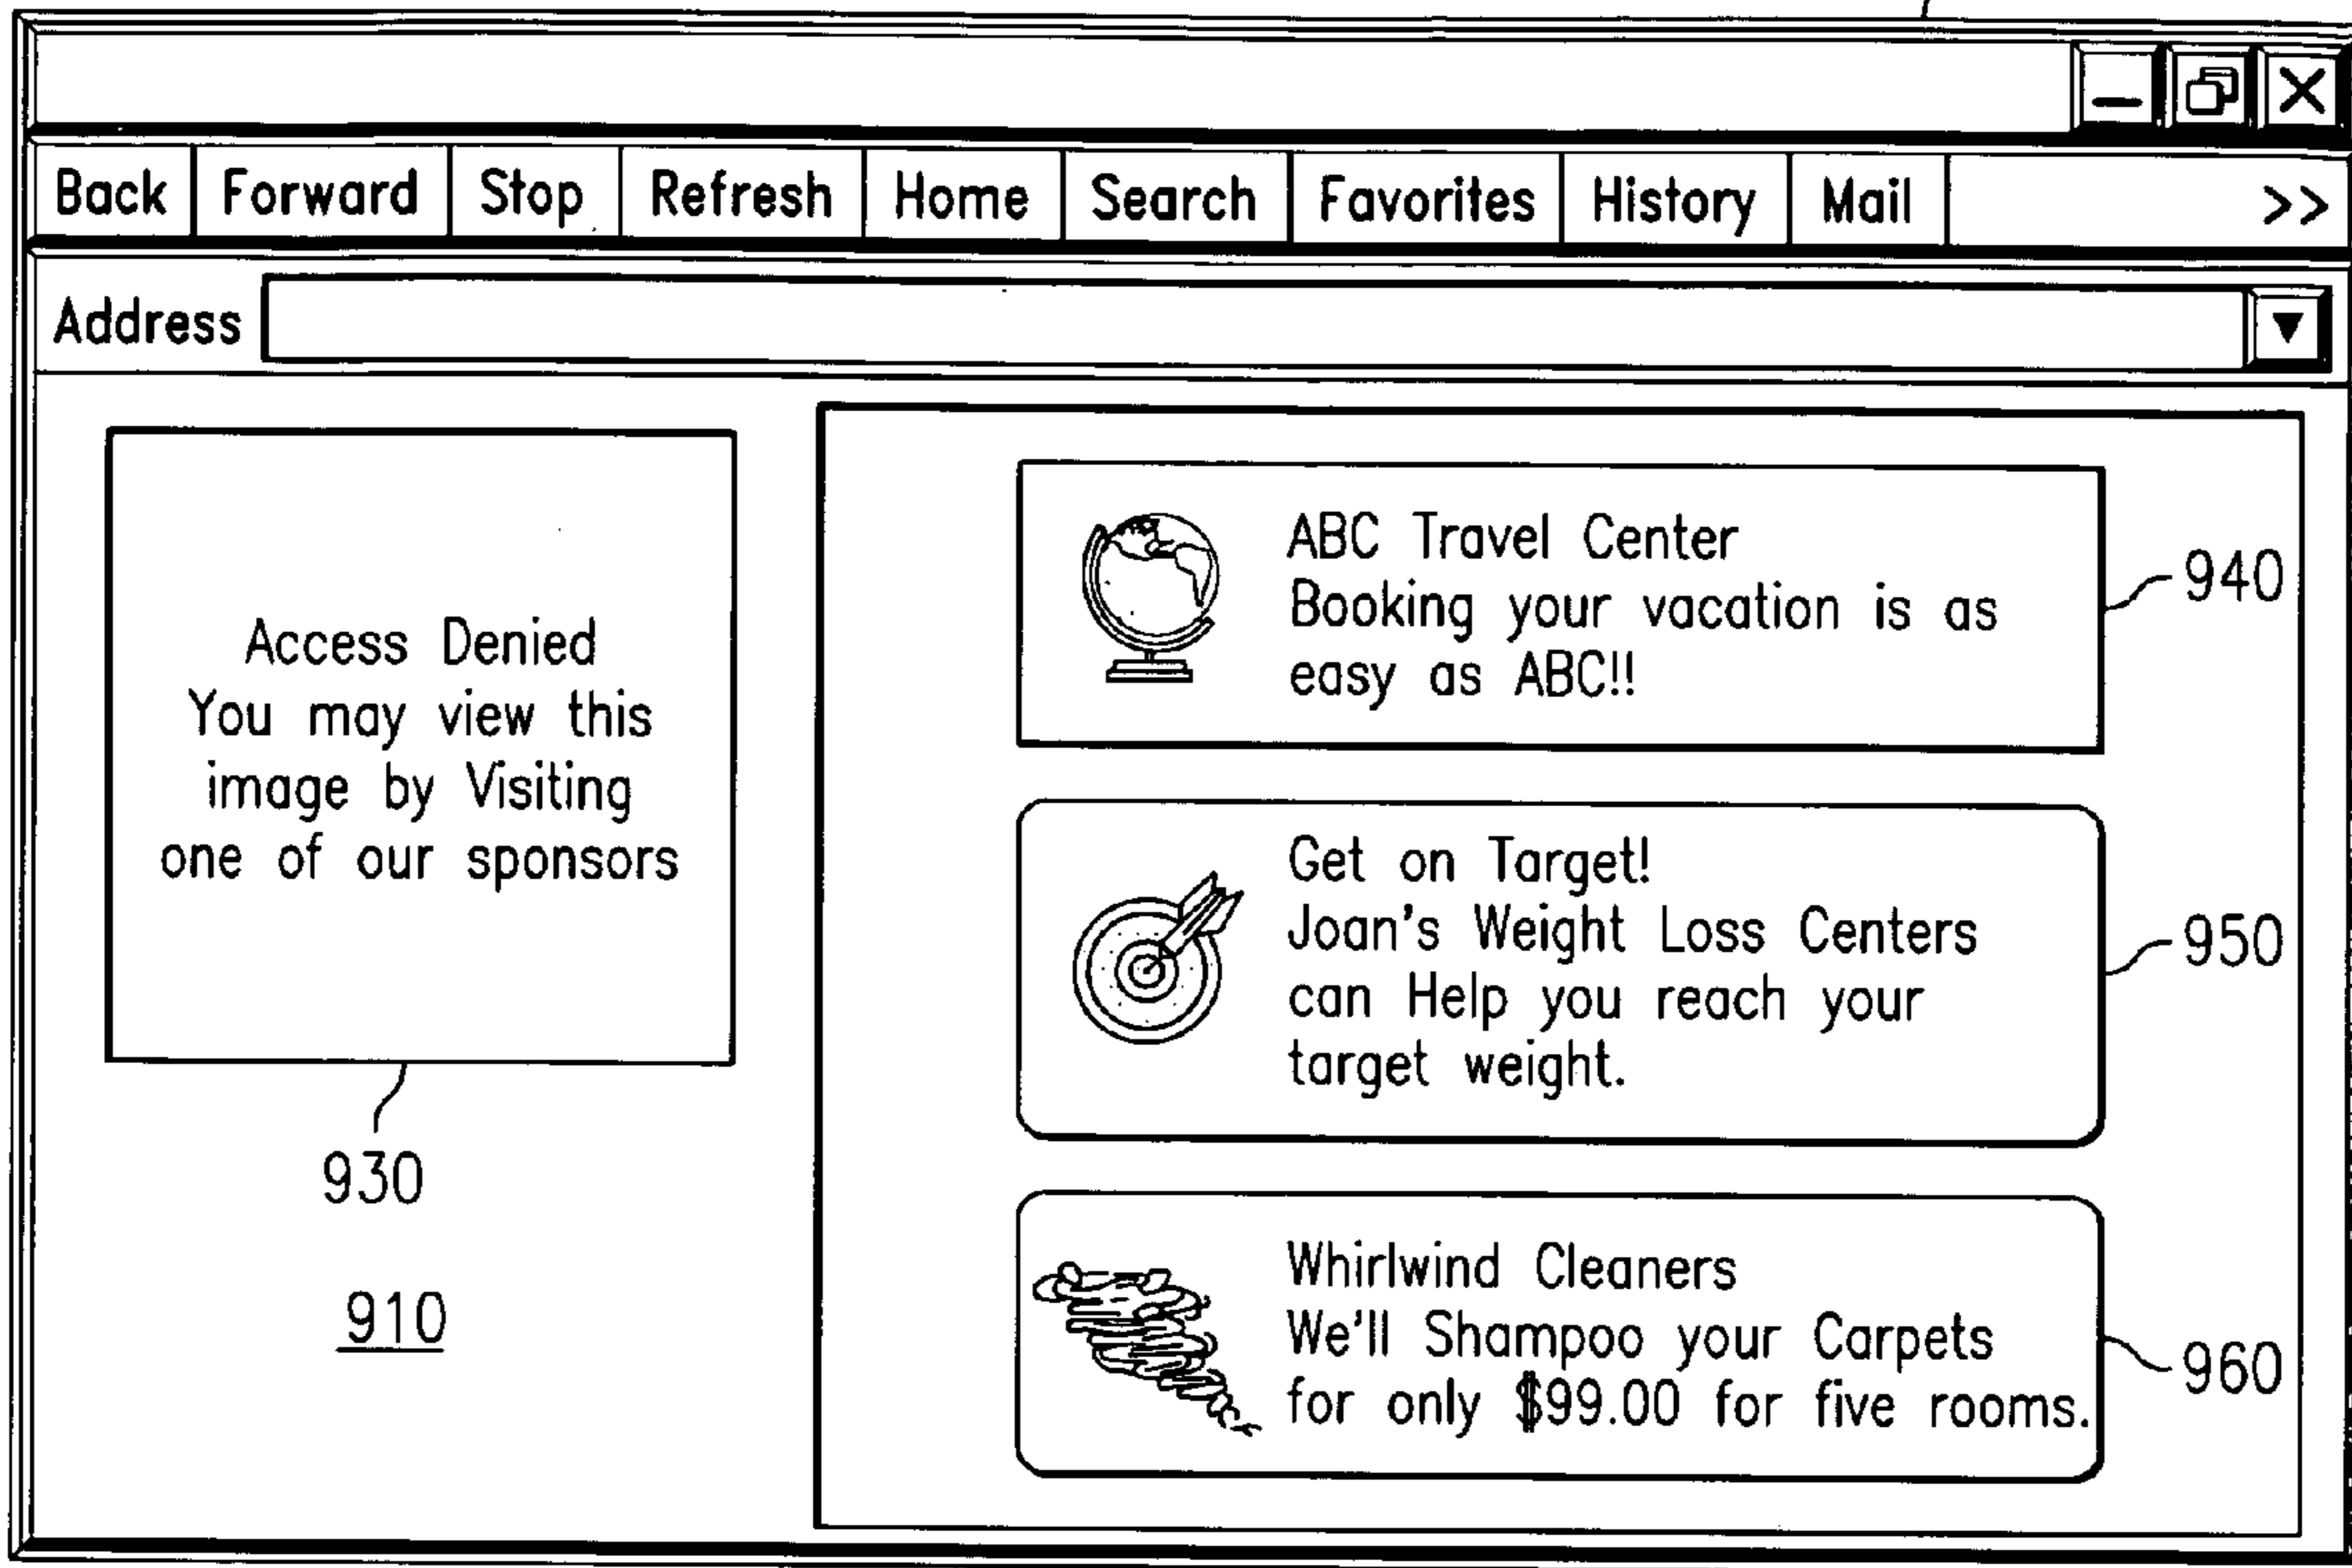 Back Forward Stop Refresh Home Search Favorites History Mail >>
Address
Access Denied
You may view this
image by Visiting
one of our sponsors
930
910
ABC Travel Center
Booking your vacation is as
easy as ABC!!
940
Get on Target!
Joan's Weight Loss Centers
can Help you reach your
target weight.
950
Whirlwind Cleaners
We'll Shampoo your Carpets
for only $99.00 for five rooms.
960